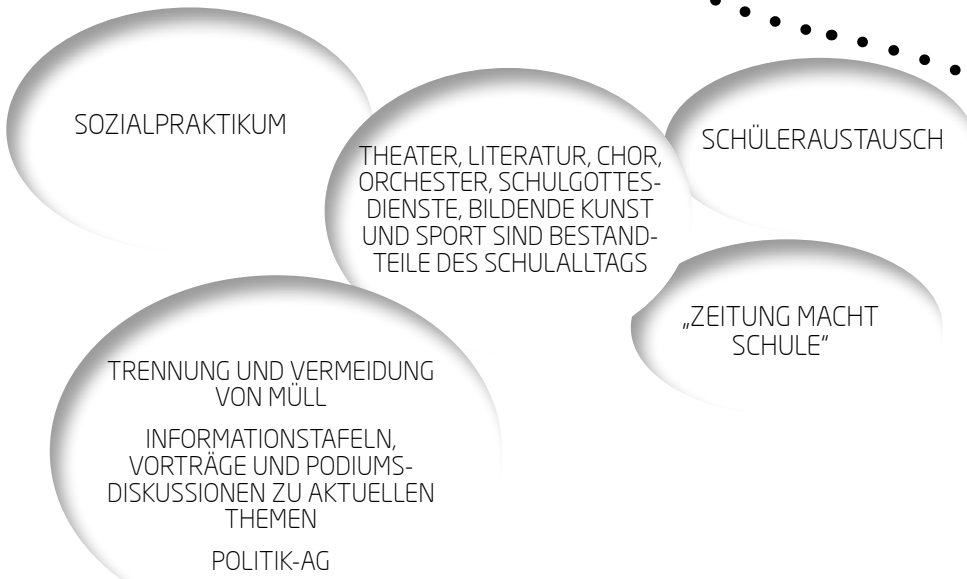 SOZIALPRAKTIKUM
THEATER, LITERATUR, CHOR,
ORCHESTER, SCHULGOTTES-
DIENSTE, BILDENDE KUNST
UND SPORT SIND BESTAND-
TEILE DES SCHULALLTAGS
SCHÜLERAUSTAUSCH
„ZEITUNG MACHT
SCHULE“
TRENNUNG UND VERMEIDUNG
VON MÜLL
INFORMATIONSTAFELN,
VORTRÄGE UND PODIUMS-
DISKUSSIONEN ZU AKTUELLEN
THEMEN
POLITIK-AG